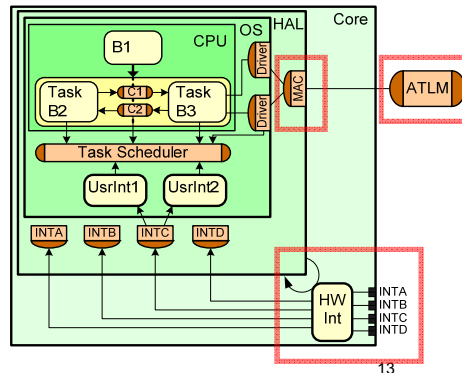 Core
HAL
OS
CPU
B1
Driver
Task
B2
C1
C2
Task
B3
Driver
MAC
ATLM
Task Scheduler
UsrInt1
UsrInt2
INTA
INTB
INTC
INTD
HW
Int
INTA
INTB
INTC
INTD
13